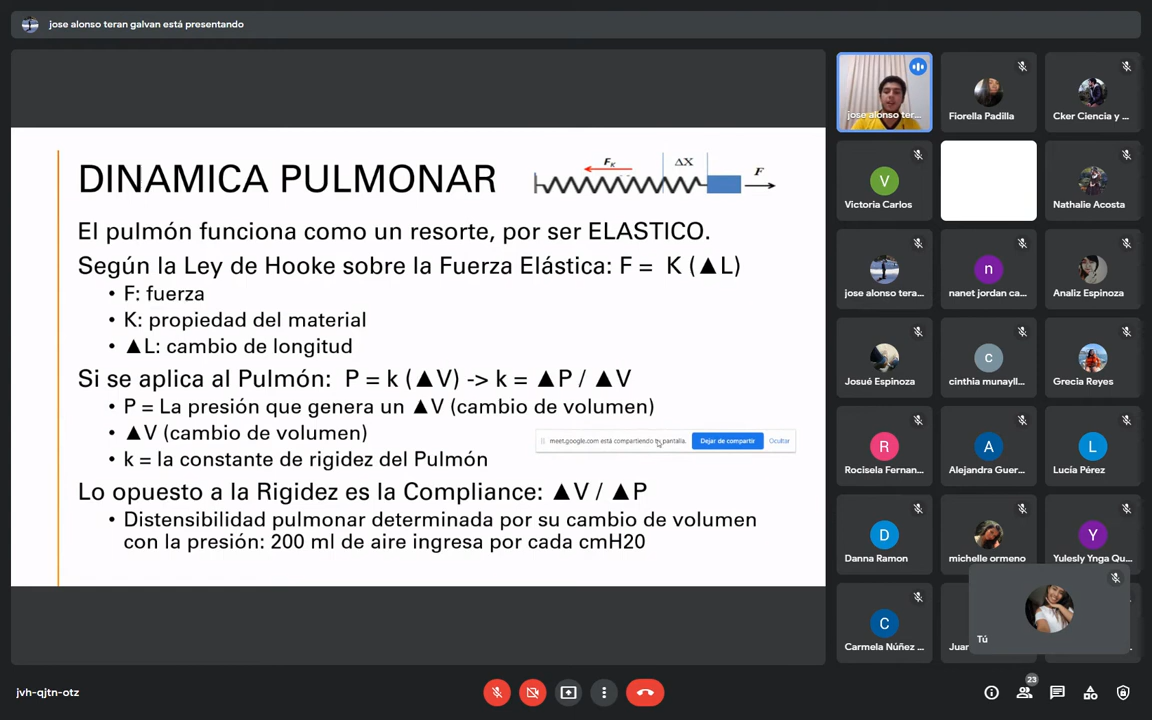 jose alonso teran galvan está presentando
DINAMICA PULMONAR
F_K
ΔX
F
El pulmón funciona como un resorte, por ser ELASTICO.
Según la Ley de Hooke sobre la Fuerza Elástica: F = K (▲L)
• F: fuerza
• K: propiedad del material
• ▲L: cambio de longitud
Si se aplica al Pulmón: P = k (▲V) -> k = ▲P / ▲V
• P = La presión que genera un ▲V (cambio de volumen)
• ▲V (cambio de volumen)
• k = la constante de rigidez del Pulmón
meet.google.com está compartiendo tu pantalla.
Dejar de compartir
Ocultar
Lo opuesto a la Rigidez es la Compliance: ▲V / ▲P
• Distensibilidad pulmonar determinada por su cambio de volumen
con la presión: 200 ml de aire ingresa por cada cmH20
jose alonso ter...
Fiorella Padilla
Cker Ciencia y ...
V
Victoria Carlos
Nathalie Acosta
jose alonso tera...
n
nanet jordan ca...
Analiz Espinoza
Josué Espinoza
c
cinthia munayll...
Grecia Reyes
R
Rocisela Fernan...
A
Alejandra Guer...
L
Lucía Pérez
D
Danna Ramon
michelle ormeno
Y
Yulesly Ynga Qu...
C
Carmela Núñez ...
Juar
Tú
jvh-qjtn-otz
23